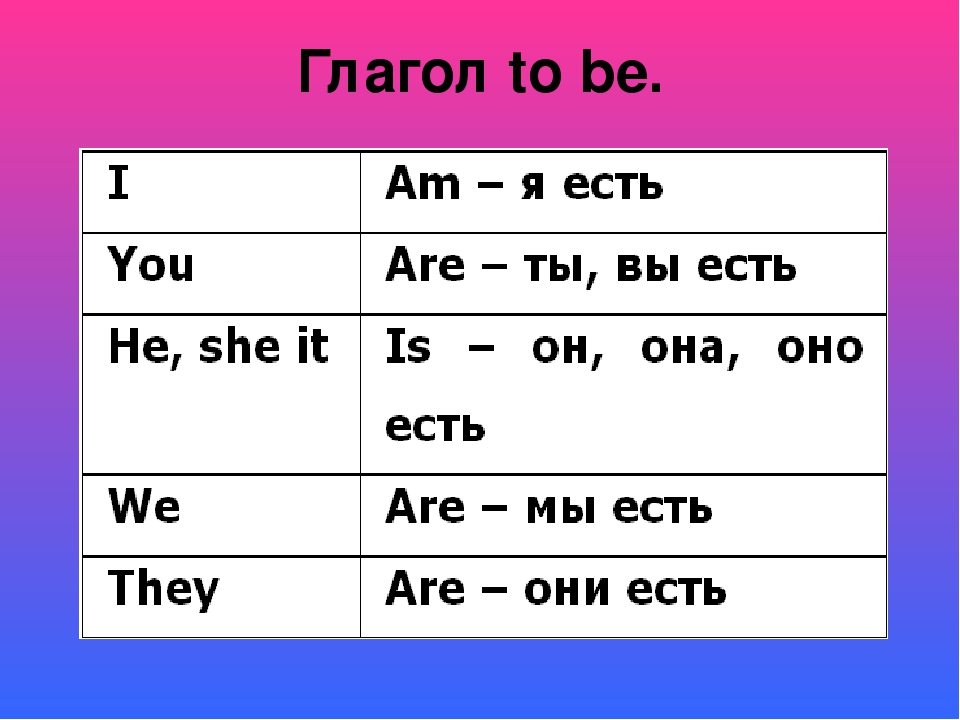 Глагол to be.
I Am – я есть
You Are – ты, вы есть
He, she it Is – он, она, оно
есть
We Are – мы есть
They Are – они есть